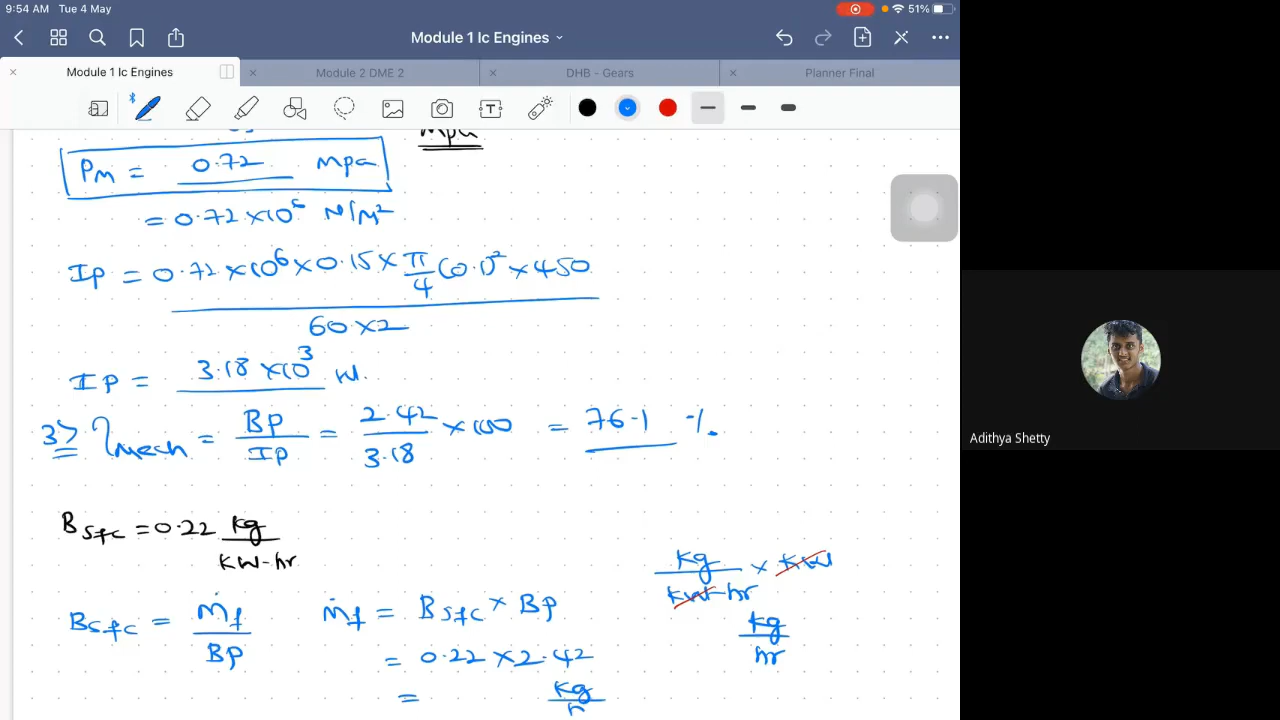 9:54 AM Tue 4 May
51%
Module 1 Ic Engines
Module 1 Ic Engines
Module 2 DME 2
DHB - Gears
Planner Final
Mpa
PM = 0.72 Mpa
= 0.72 ×10⁶ N/M²
Ip = 0.72 ×10⁶ × 0.15 × π/4 (0.1)² × 450
60 × 2
IP = 3.18 ×10³ W.
3> ηmech = BP/IP = 2.42/3.18 ×100 = 76.1 %.
Bsfc = 0.22 kg/kW-hr
kg/kW-hr × kW
kg/hr
Bsfc = ṁf/BP
ṁf = Bsfc × BP
= 0.22 × 2.42
= kg/h
Adithya Shetty